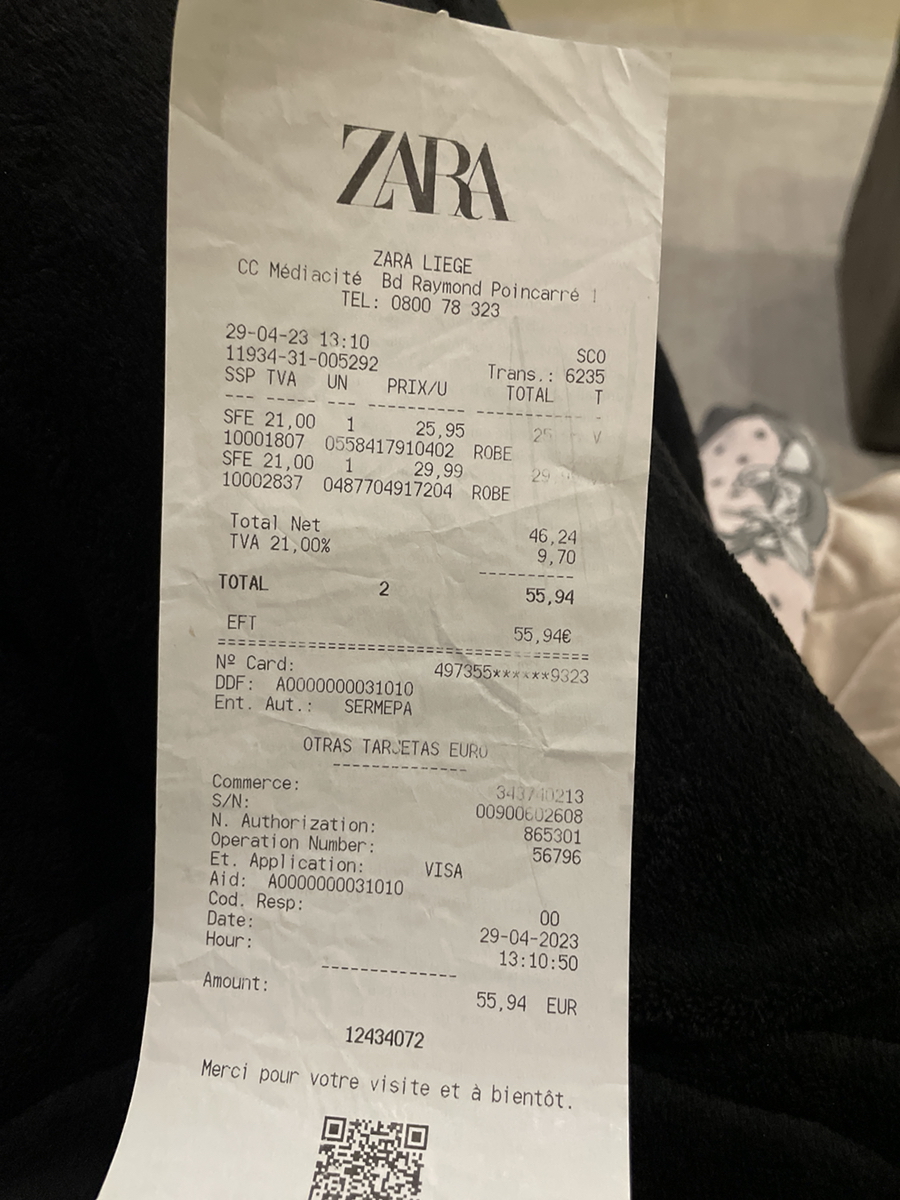 ZARA
ZARA LIEGE
CC Médiacité Bd Raymond Poincarré 1
TEL: 0800 78 323
29-04-23 13:10 SCO
11934-31-005292 Trans.: 6235
SSP TVA UN PRIX/U TOTAL T
--- ----- --- ---------- ---------- -
SFE 21,00 1 25,95 V
10001807 0558417910402 ROBE
SFE 21,00 1 29,99
10002837 0487704917204 ROBE
Total Net 46,24
TVA 21,00% 9,70
----------
TOTAL 2 55,94
EFT 55,94€
========================================
Nº Card: 497355******9323
DDF: A0000000031010
Ent. Aut.: SERMEPA
OTRAS TARJETAS EURO
--------------
Commerce:
S/N: 00900602608
N. Authorization: 865301
Operation Number: 56796
Et. Application: VISA
Aid: A0000000031010
Cod. Resp: 00
Date: 29-04-2023
Hour: 13:10:50
--------------
Amount: 55,94 EUR
12434072
Merci pour votre visite et à bientôt.